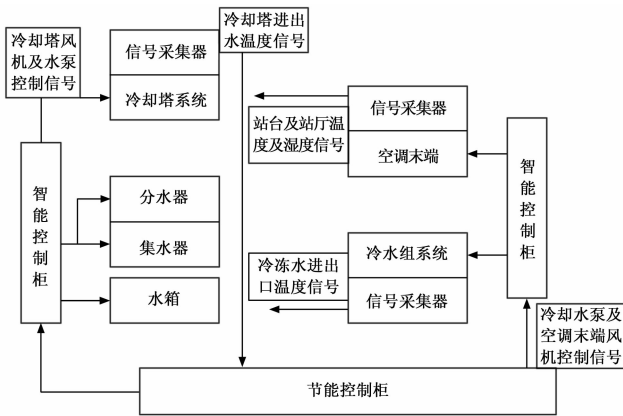 冷却塔风
机及水泵
控制信号
信号采集器
冷却塔系统
冷却塔进出
水温度信号
站台及站厅温
度及湿度信号
信号采集器
空调末端
智能控制柜
分水器
集水器
水箱
冷冻水进出
口温度信号
冷水组系统
信号采集器
智能控制柜
冷却水泵及
空调末端风
机控制信号
节能控制柜